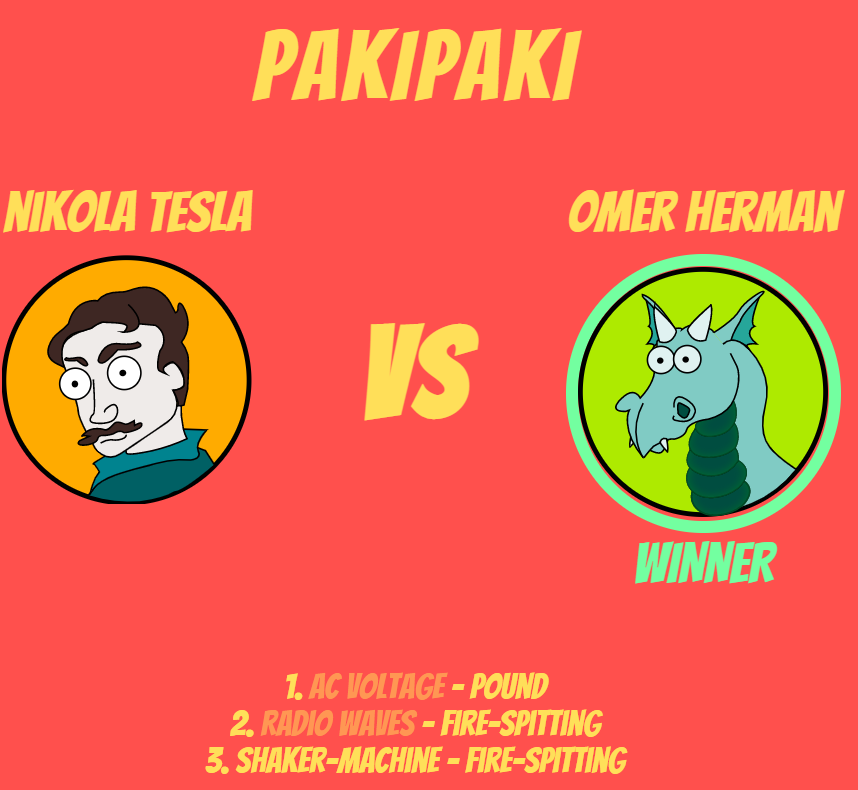 PAKIPAKI
NIKOLA TESLA
OMER HERMAN
VS
WINNER
1. AC VOLTAGE - POUND
2. RADIO WAVES - FIRE-SPITTING
3. SHAKER-MACHINE - FIRE-SPITTING